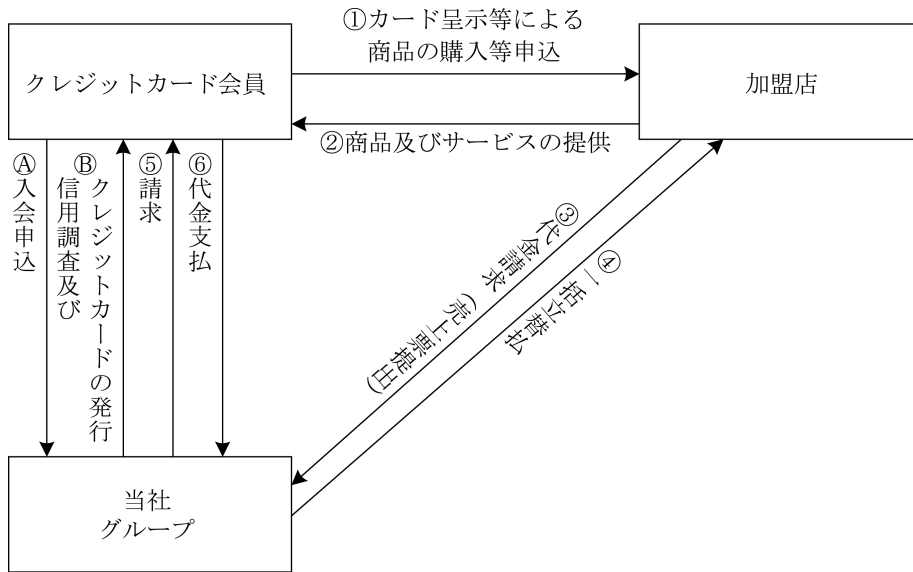 ①カード呈示等による
商品の購入等申込
クレジットカード会員
加盟店
②商品及びサービスの提供
Ⓐ入会申込
Ⓑ信用調査及び
クレジットカードの発行
⑤請求
⑥代金支払
③代金請求(売上票提出)
④一括立替払
当社
グループ